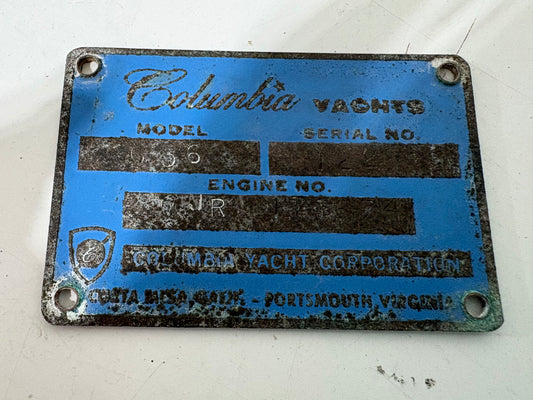 Columbia YACHTS
MODEL SERIAL NO.
ENGINE NO.
COLUMBIA YACHT CORPORATION
COSTA MESA, CALIF. - PORTSMOUTH, VIRGINIA